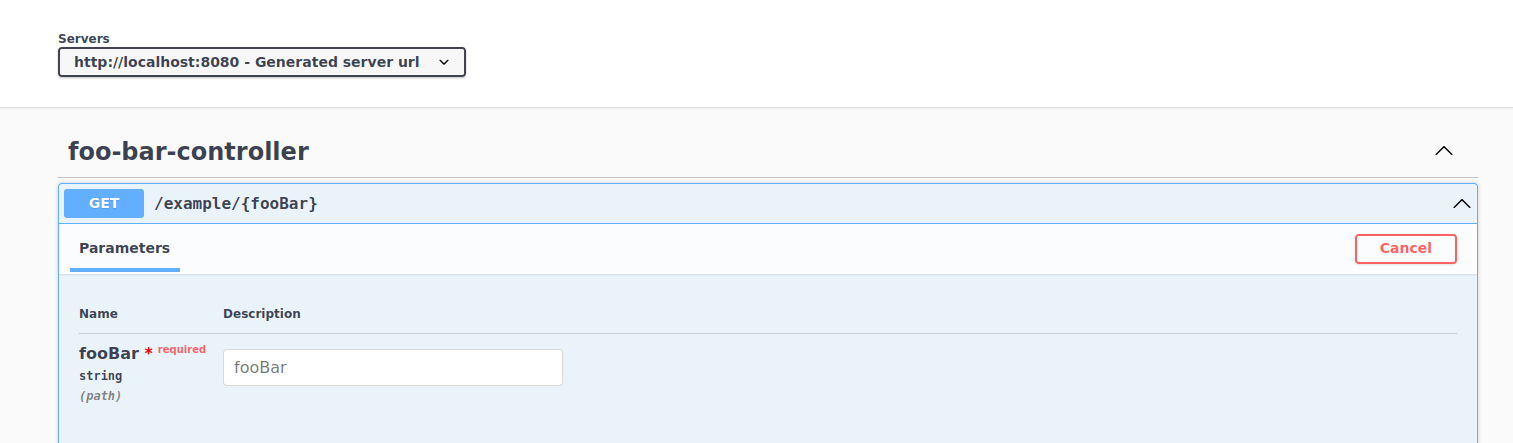 Servers
http://localhost:8080 - Generated server url
foo-bar-controller
GET /example/{fooBar}
Parameters Cancel
Name Description
fooBar * required
fooBar
string
(path)